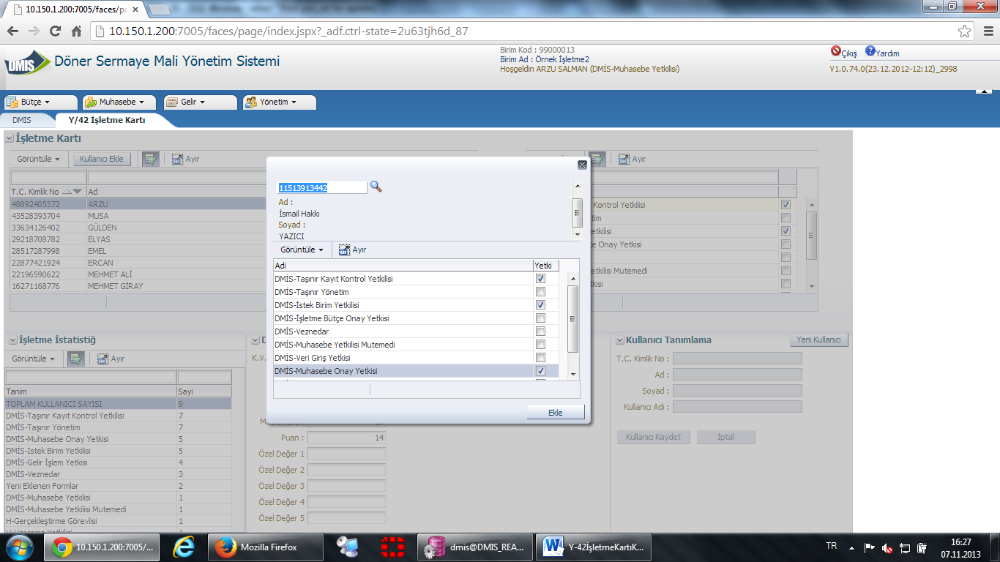 10.150.1.200:7005/faces/pa
10.150.1.200:7005/faces/page/index.jspx?_adf.ctrl-state=2u63tjh6d_87
DMIS Döner Sermaye Mali Yönetim Sistemi
Birim Kod : 99000013
Birim Ad : Örnek İşletme2
Hoşgeldin ARZU SALMAN (DMİS-Muhasebe Yetkilisi)
Çıkış Yardım
V1.0.74.0(23.12.2012-12:12)_2998
Bütçe Muhasebe Gelir Yönetim
DMIS Y/42 İşletme Kartı
İşletme Kartı
Görüntüle Kullanıcı Ekle Ayır
T.C. Kimlik No Ad
48892405572 ARZU
43528393704 MUSA
33634126402 GÜLDEN
29218708782 ELYAS
28517287998 EMEL
22877421924 ERCAN
22196590622 MEHMET ALİ
16271168776 MEHMET GİRAY
Ayır
Kontrol Yetkilisi
tim
etkilisi
e Onay Yetkisi
etkilisi Mutemedi
tkisi
11513913442
Ad :
İsmail Hakkı
Soyad :
YAZICI
Görüntüle Ayır
Adi Yetki
DMİS-Taşınır Kayıt Kontrol Yetkilisi
DMİS-Taşınır Yönetim
DMİS-İstek Birim Yetkilisi
DMİS-İşletme Bütçe Onay Yetkisi
DMİS-Veznedar
DMİS-Muhasebe Yetkilisi Mutemedi
DMİS-Veri Giriş Yetkisi
DMİS-Muhasebe Onay Yetkisi
Ekle
İşletme İstatistiğ
Görüntüle Ayır
Tanim Sayi
TOPLAM KULLANICI SAYISI 9
DMİS-Taşınır Kayıt Kontrol Yetkilisi 7
DMİS-Taşınır Yönetim 7
DMİS-Muhasebe Onay Yetkisi 5
DMİS-İstek Birim Yetkilisi 5
DMİS-Gelir İşlem Yetkisi 4
DMİS-Veznedar 3
Yeni Eklenen Formlar 2
DMİS-Muhasebe Yetkilisi 1
DMİS-Muhasebe Yetkilisi Mutemedi 1
H-Gerçekleştirme Görevlisi 1
D
K.V.
Puan : 14
Özel Değer 1
Özel Değer 2
Özel Değer 3
Özel Değer 4
Özel Değer 5
Kullanıcı Tanımlama Yeni Kullanıcı
T.C. Kimlik No :
Ad :
Soyad :
Kullanıcı Adı :
Kullanıcı Kaydet İptal
10.150.1.200:7005/... Mozilla Firefox dmis@DMIS_REA... Y-42İşletmeKartıK...
TR 16:27
07.11.2013